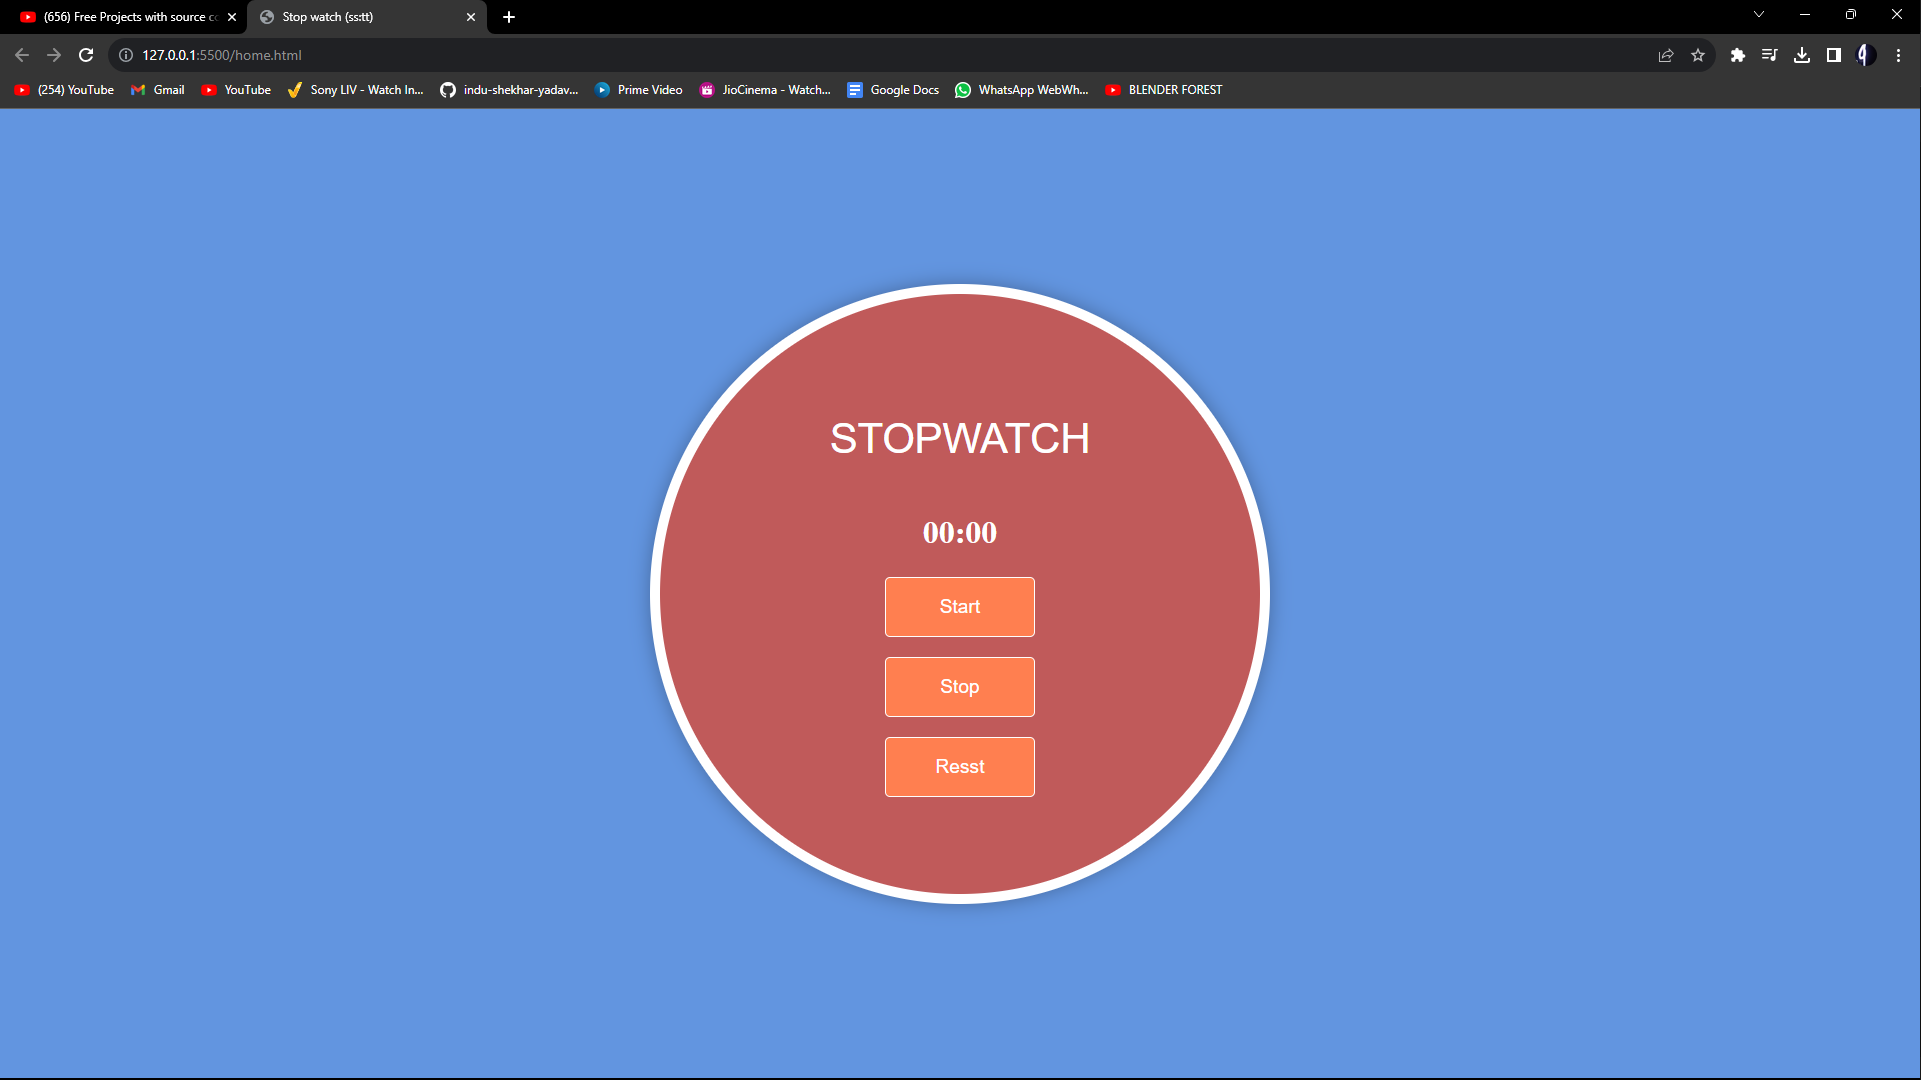 (656) Free Projects with source cc
Stop watch (ss:tt)
127.0.0.1:5500/home.html
(254) YouTube Gmail YouTube Sony LIV - Watch In... indu-shekhar-yadav... Prime Video JioCinema - Watch... Google Docs WhatsApp WebWh... BLENDER FOREST
STOPWATCH
00:00
Start
Stop
Resst